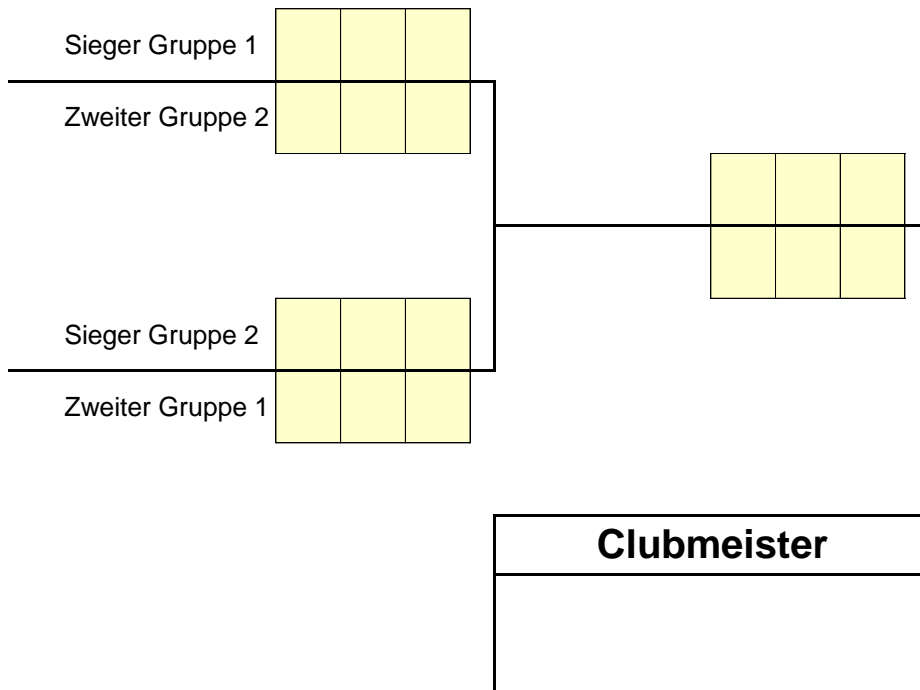 Sieger Gruppe 1
Zweiter Gruppe 2
Sieger Gruppe 2
Zweiter Gruppe 1
Clubmeister